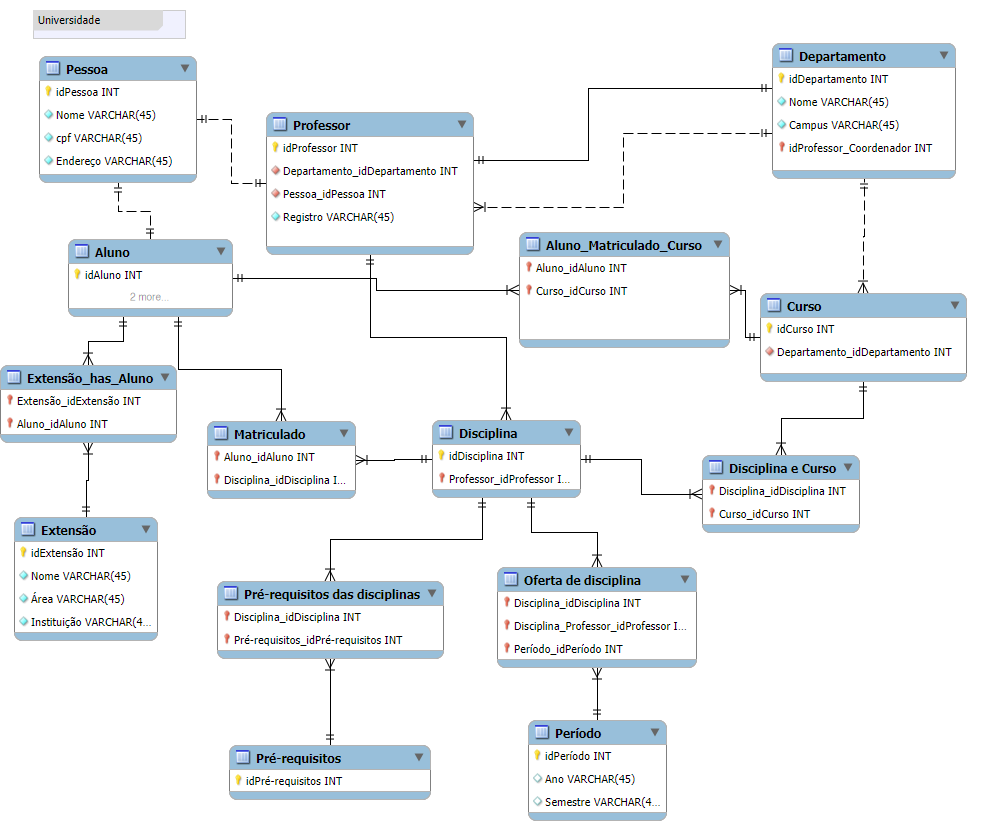 Universidade
Pessoa
idPessoa INT
Nome VARCHAR(45)
cpf VARCHAR(45)
Endereço VARCHAR(45)
Professor
idProfessor INT
Departamento_idDepartamento INT
Pessoa_idPessoa INT
Registro VARCHAR(45)
Departamento
idDepartamento INT
Nome VARCHAR(45)
Campus VARCHAR(45)
idProfessor_Coordenador INT
Aluno
idAluno INT
2 more...
Aluno_Matriculado_Curso
Aluno_idAluno INT
Curso_idCurso INT
Curso
idCurso INT
Departamento_idDepartamento INT
Extensão_has_Aluno
Extensão_idExtensão INT
Aluno_idAluno INT
Matriculado
Aluno_idAluno INT
Disciplina_idDisciplina I...
Disciplina
idDisciplina INT
Professor_idProfessor I...
Disciplina e Curso
Disciplina_idDisciplina INT
Curso_idCurso INT
Extensão
idExtensão INT
Nome VARCHAR(45)
Área VARCHAR(45)
Instituição VARCHAR(4...
Pré-requisitos das disciplinas
Disciplina_idDisciplina INT
Pré-requisitos_idPré-requisitos INT
Oferta de disciplina
Disciplina_idDisciplina INT
Disciplina_Professor_idProfessor I...
Período_idPeríodo INT
Pré-requisitos
idPré-requisitos INT
Período
idPeríodo INT
Ano VARCHAR(45)
Semestre VARCHAR(4...